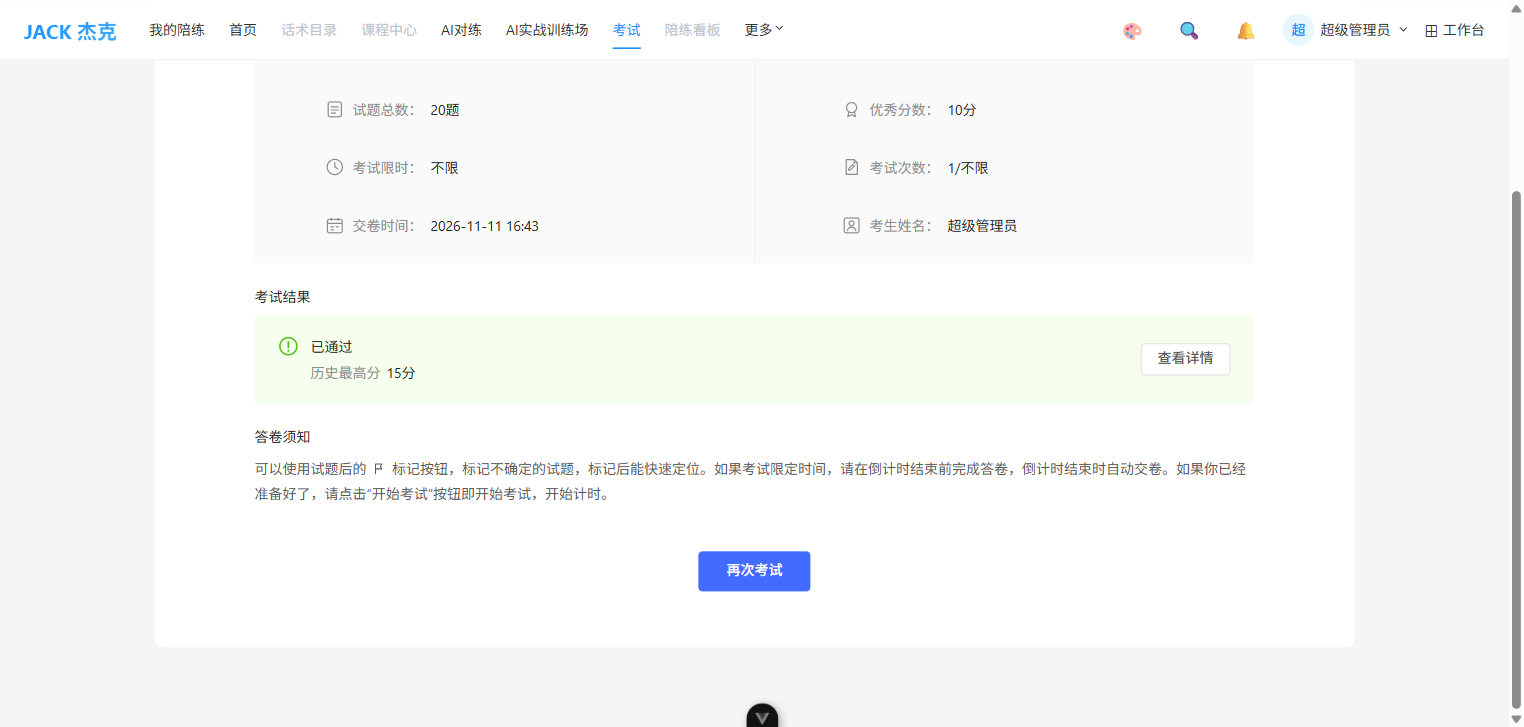 JACK 杰克 我的陪练 首页 话术目录 课程中心 AI对练 AI实战训练场 考试 陪练看板 更多 超 超级管理员 工作台
试题总数： 20题 优秀分数： 10分
考试限时： 不限 考试次数： 1/不限
交卷时间： 2026-11-11 16:43 考生姓名： 超级管理员
考试结果
已通过
历史最高分 15分
查看详情
答卷须知
可以使用试题后的 标记按钮，标记不确定的试题，标记后能快速定位。如果考试限定时间，请在倒计时结束前完成答卷，倒计时结束时自动交卷。如果你已经
准备好了，请点击“开始考试”按钮即开始考试，开始计时。
再次考试